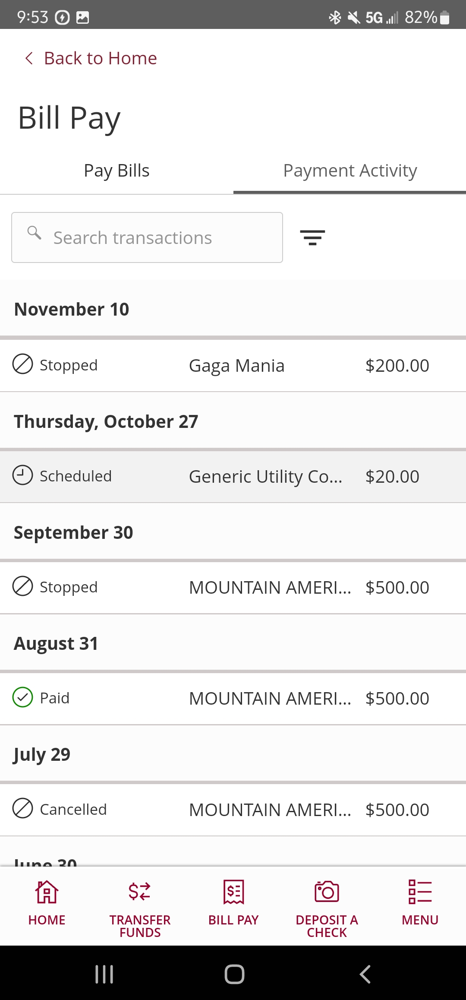 9:53 5G 82%
Back to Home
Bill Pay
Pay Bills Payment Activity
Search transactions
November 10
Stopped Gaga Mania $200.00
Thursday, October 27
Scheduled Generic Utility Co... $20.00
September 30
Stopped MOUNTAIN AMERI... $500.00
August 31
Paid MOUNTAIN AMERI... $500.00
July 29
Cancelled MOUNTAIN AMERI... $500.00
June 30
HOME TRANSFER FUNDS BILL PAY DEPOSIT A CHECK MENU